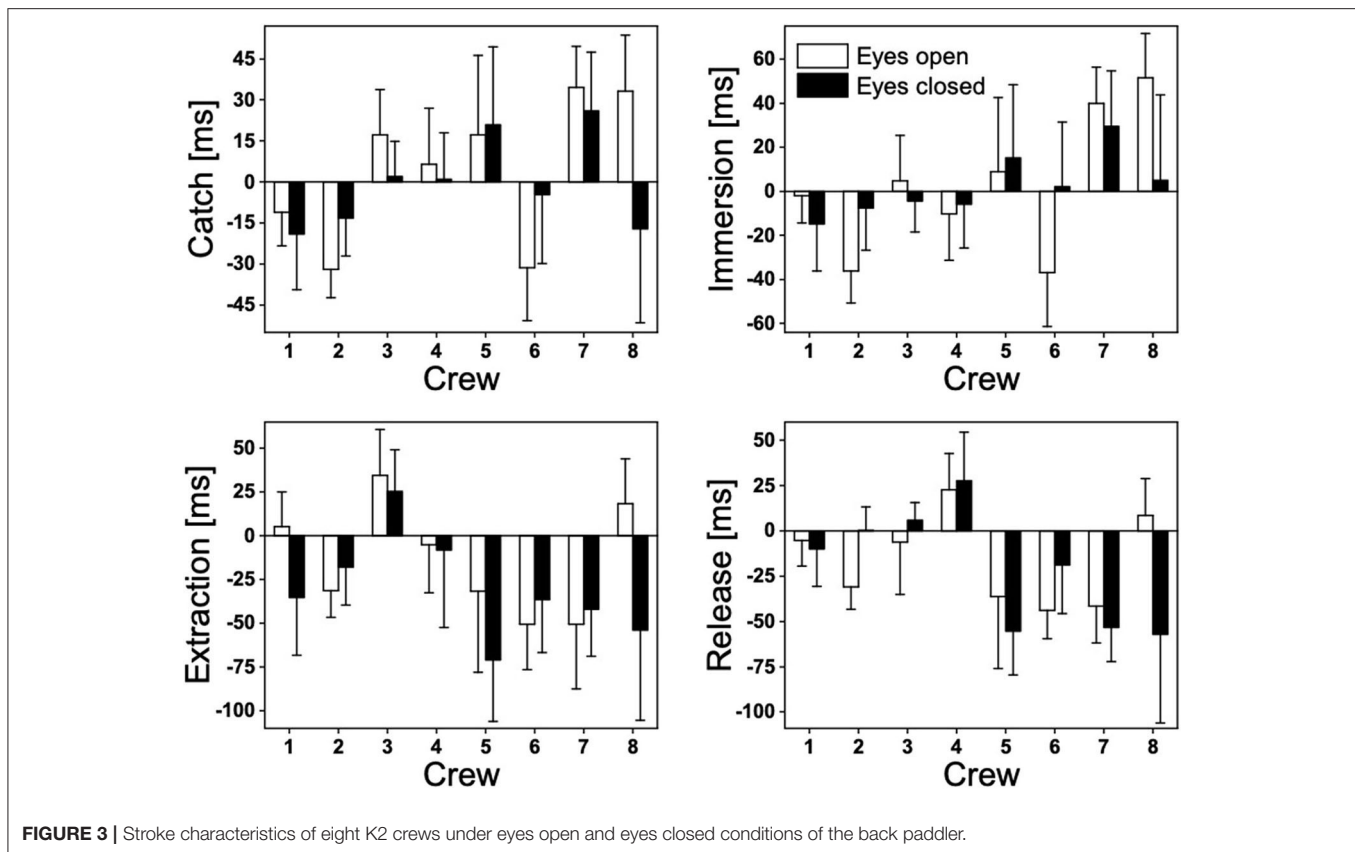 Catch [ms]
45
30
15
0
-15
-30
-45
1 2 3 4 5 6 7 8
Crew
Immersion [ms]
60
40
20
0
-20
-40
-60
Eyes open
Eyes closed
1 2 3 4 5 6 7 8
Crew
Extraction [ms]
50
25
0
-25
-50
-75
-100
1 2 3 4 5 6 7 8
Crew
Release [ms]
50
25
0
-25
-50
-75
-100
1 2 3 4 5 6 7 8
Crew
FIGURE 3 | Stroke characteristics of eight K2 crews under eyes open and eyes closed conditions of the back paddler.